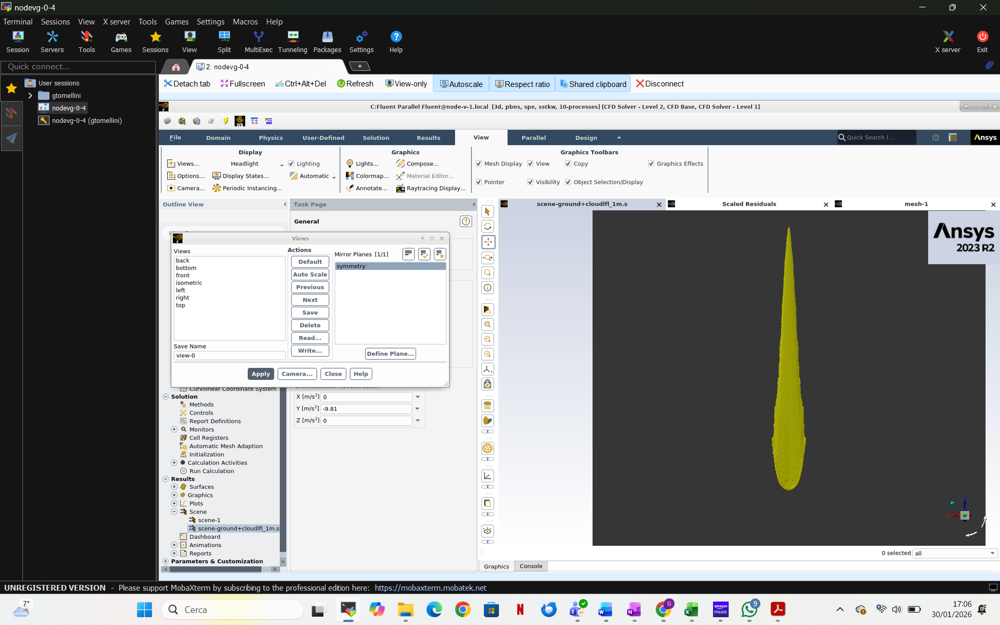 nodevg-0-4
Terminal Sessions View X server Tools Games Settings Macros Help
Session Servers Tools Games Sessions View Split MultiExec Tunneling Packages Settings Help X server Exit
Quick connect...
2. nodevg-0-4
User sessions
gtomellini
nodevg-0-4
nodevg-0-4 (gtomellini)
Detach tab Fullscreen Ctrl+Alt+Del Refresh View-only Autoscale Respect ratio Shared clipboard Disconnect
C:Fluent Parallel Fluent@node-v-1.local [3d, pbns, spe, sstkw, 10-processes] [CFD Solver - Level 2, CFD Base, CFD Solver - Level 1]
File Domain Physics User-Defined Solution Results View Parallel Design Quick Search (... Ansys
Display Graphics Graphics Toolbars
Views... Headlight Lighting Lights... Compose... Mesh Display View Copy Graphics Effects
Options... Display States... Automatic Colormap... Material Editor...
Pointer Visibility Object Selection/Display
Camera... Periodic Instancing... Annotate... Raytracing Display...
Outline View
Task Page
scene-ground+cloudlfl_1m.s
Scaled Residuals
mesh-1
General
Ansys
2023 R2
Views
Views
back
bottom
front
isometric
left
right
top
Save Name
view-0
Actions
Default
Auto Scale
Previous
Next
Save
Delete
Read...
Write...
Mirror Planes [1/1]
symmetry
Define Plane...
Apply Camera... Close Help
Curvilinear Coordinate System
Solution
Methods
Controls
Report Definitions
Monitors
Cell Registers
Automatic Mesh Adaption
Initialization
Calculation Activities
Run Calculation
Results
Surfaces
Graphics
Plots
Scene
scene-1
scene-ground+cloudlfl_1m.s
Dashboard
Animations
Reports
Parameters & Customization
X [m/s²] 0
Y [m/s²] -9.81
Z [m/s²] 0
0 selected all
Graphics Console
UNREGISTERED VERSION - Please support MobaXterm by subscribing to the professional edition here: https://mobaxterm.mobatek.net
7°
Cerca
9
17:06
30/01/2026